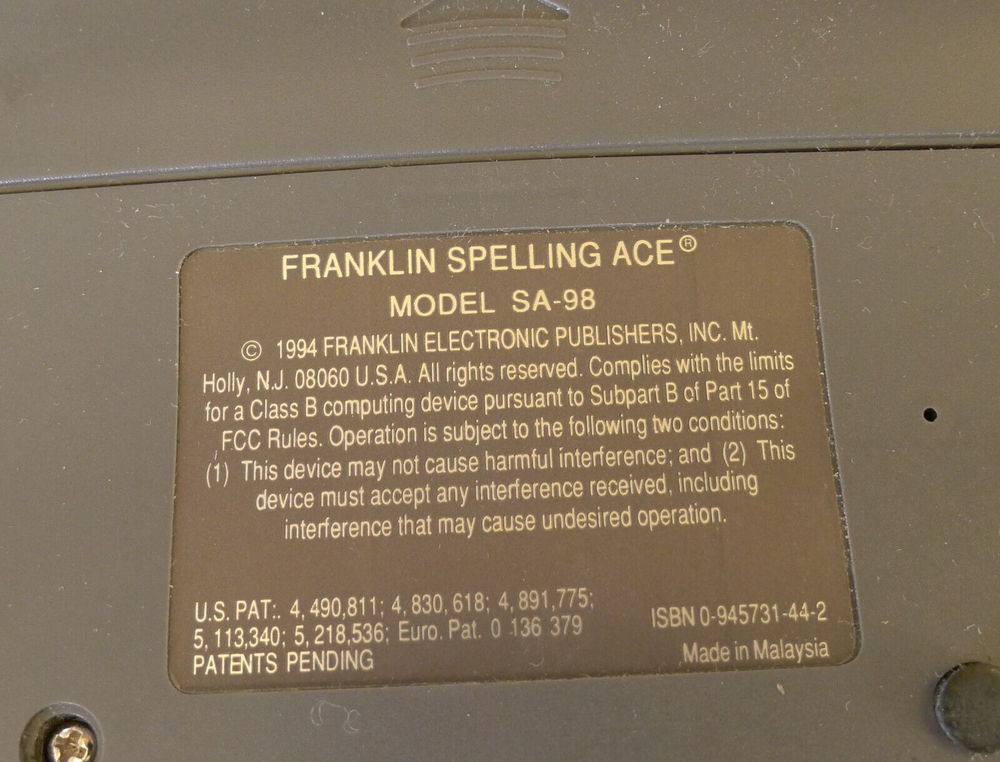 FRANKLIN SPELLING ACE®
MODEL SA-98
© 1994 FRANKLIN ELECTRONIC PUBLISHERS, INC. Mt.
Holly, N.J. 08060 U.S.A. All rights reserved. Complies with the limits
for a Class B computing device pursuant to Subpart B of Part 15 of
FCC Rules. Operation is subject to the following two conditions:
(1) This device may not cause harmful interference; and (2) This
device must accept any interference received, including
interference that may cause undesired operation.
U.S. PAT:. 4,490,811; 4,830,618; 4,891,775;
5,113,340; 5,218,536; Euro. Pat. 0 136 379
PATENTS PENDING
ISBN 0-945731-44-2
Made in Malaysia